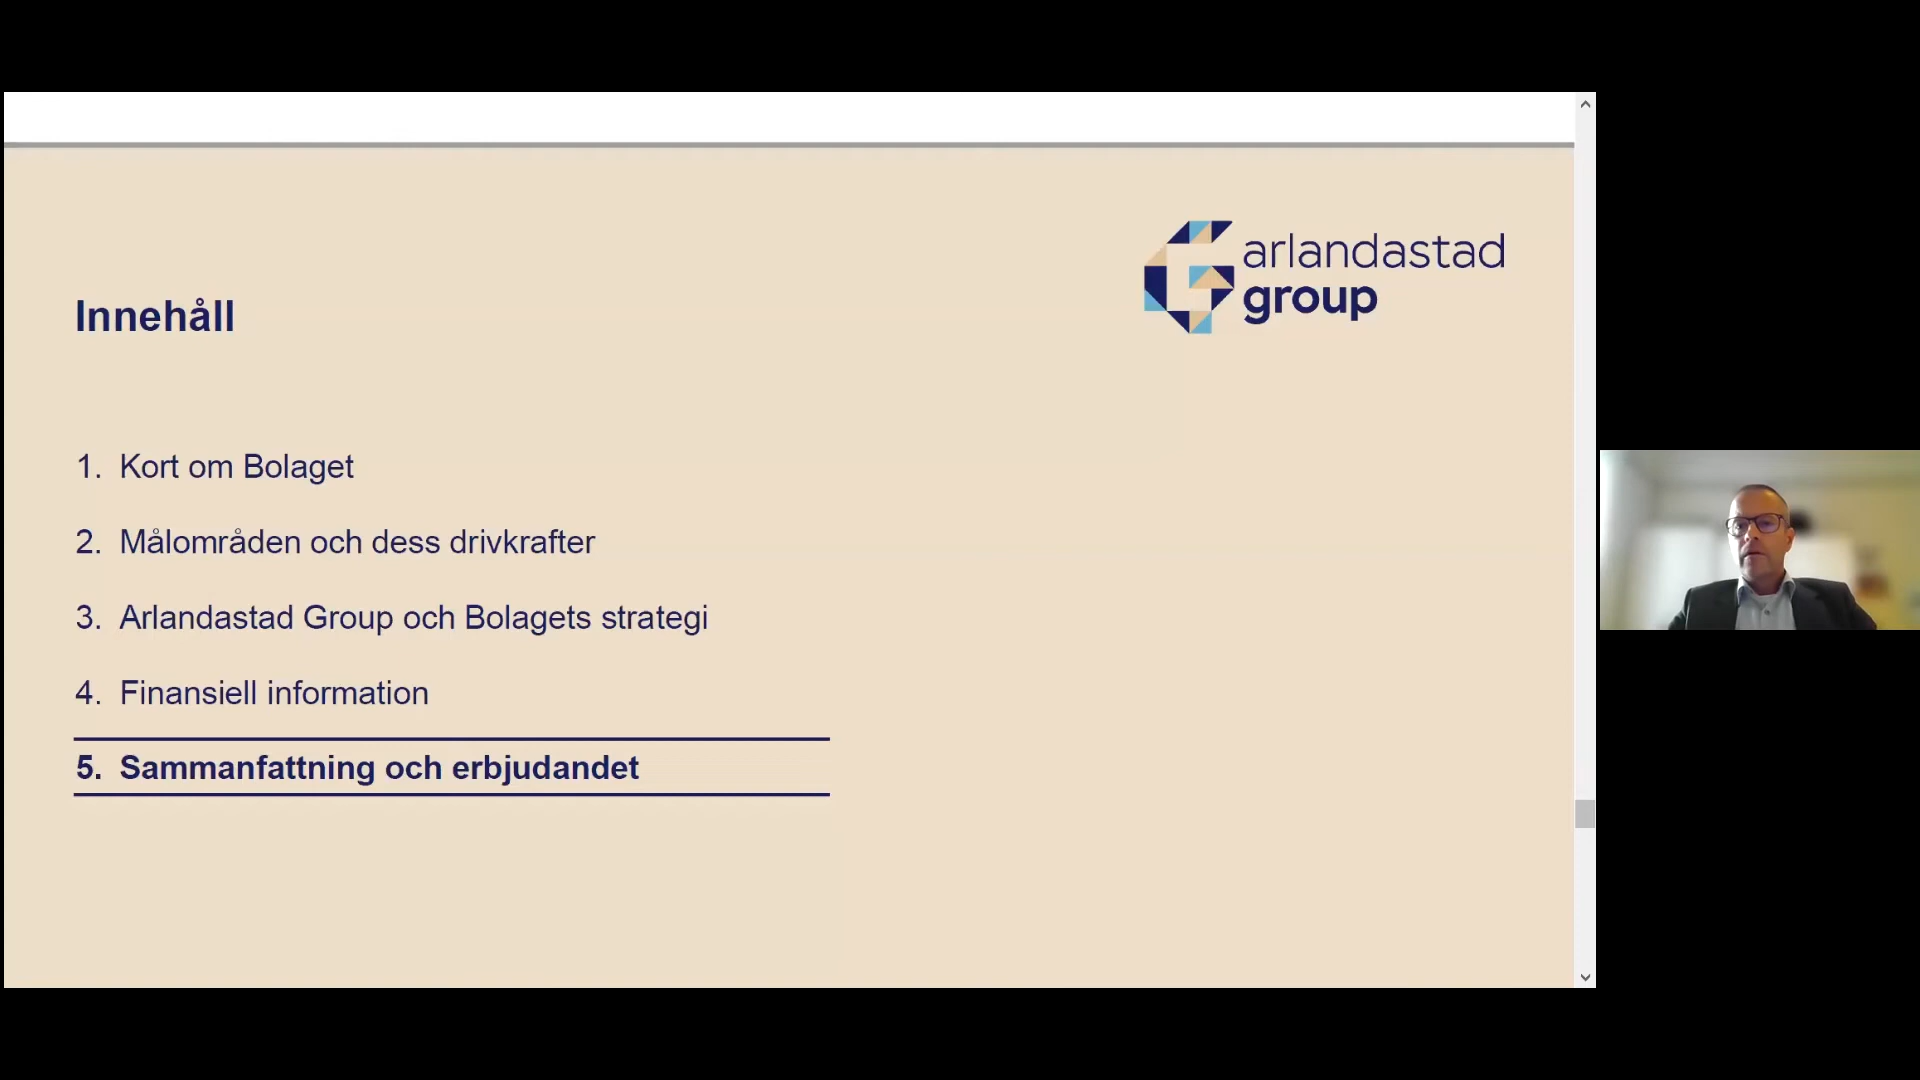 arlandastad
group
Innehåll
1. Kort om Bolaget
2. Målområden och dess drivkrafter
3. Arlandastad Group och Bolagets strategi
4. Finansiell information
5. Sammanfattning och erbjudandet